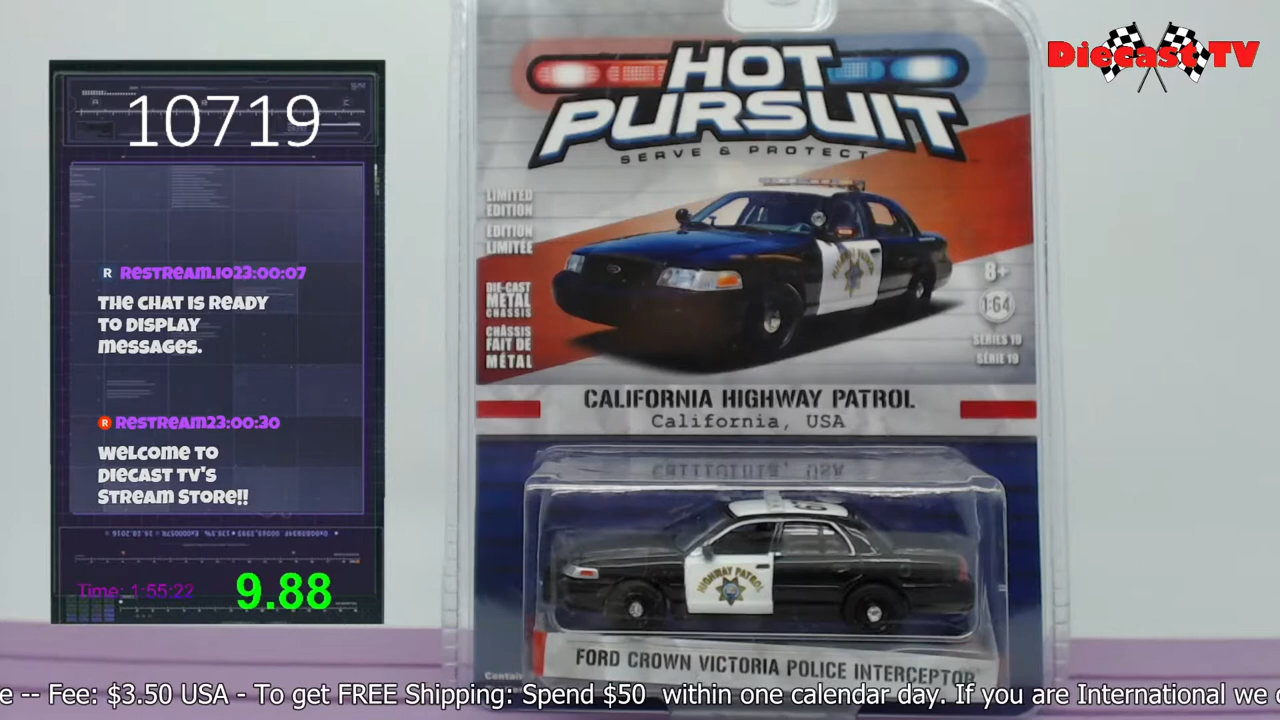 10719
Restream.io 23:00:07
The chat is ready
to display
messages.
Restream 23:00:30
Welcome to
Diecast TV's
Stream Store!!
Time: 1:55:22
9.88
Diecast TV
HOT
PURSUIT
SERVE & PROTECT
LIMITED
EDITION
ÉDITION
LIMITÉE
DIE-CAST
METAL
CHASSIS
CHÂSSIS
FAIT DE
MÉTAL
8+
1:64
SERIES 19
SÉRIE 19
CALIFORNIA HIGHWAY PATROL
California, USA
HIGHWAY PATROL
FORD CROWN VICTORIA POLICE INTERCEPTOR
e -- Fee: $3.50 USA - To get FREE Shipping: Spend $50 within one calendar day. If you are International we